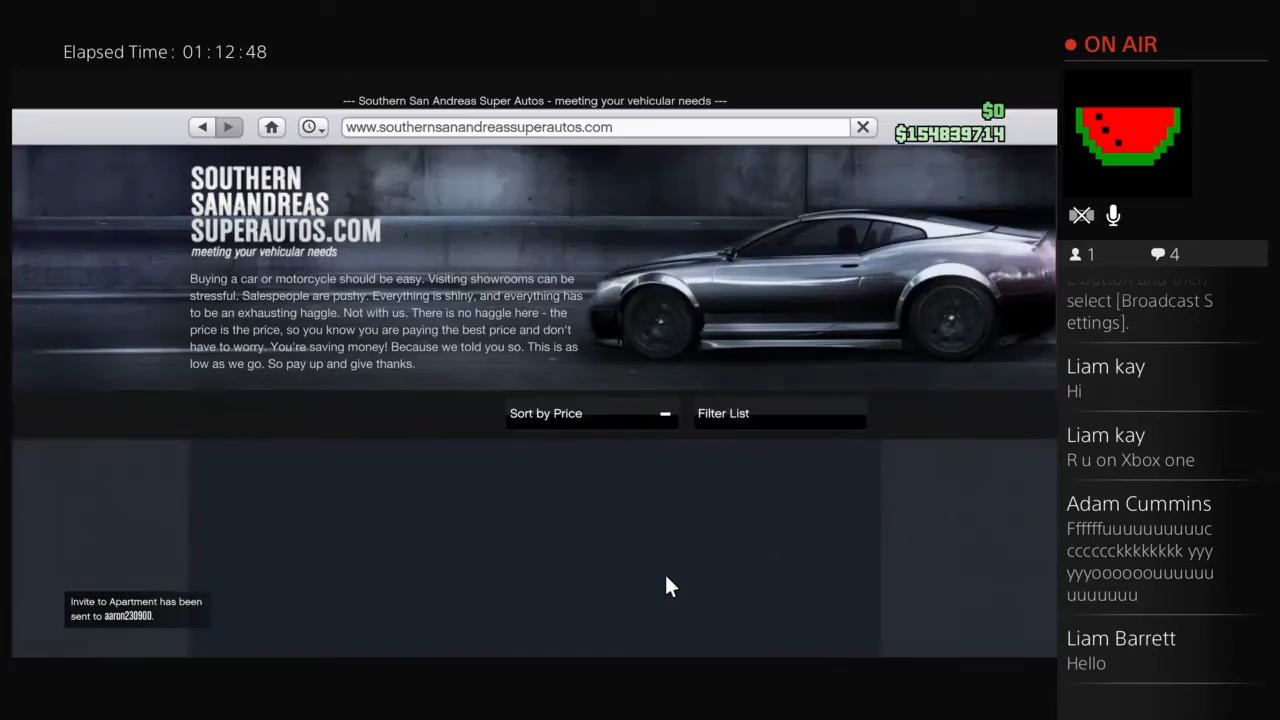 Elapsed Time: 01:12:48
ON AIR
--- Southern San Andreas Super Autos - meeting your vehicular needs ---
www.southernsanandreassuperautos.com
$0
$154839714
SOUTHERN
SANANDREAS
SUPERAUTOS.COM
meeting your vehicular needs
Buying a car or motorcycle should be easy. Visiting showrooms can be
stressful. Salespeople are pushy. Everything is shiny, and everything has
to be an exhausting haggle. Not with us. There is no haggle here - the
price is the price, so you know you are paying the best price and don't
have to worry. You're saving money! Because we told you so. This is as
low as we go. So pay up and give thanks.
Sort by Price
Filter List
Invite to Apartment has been
sent to aaron230900.
1
4
button and then
select [Broadcast S
ettings].
Liam kay
Hi
Liam kay
R u on Xbox one
Adam Cummins
Ffffffuuuuuuuuuuc
cccccckkkkkkkk yyy
yyyoooooouuuuuu
uuuuuuu
Liam Barrett
Hello